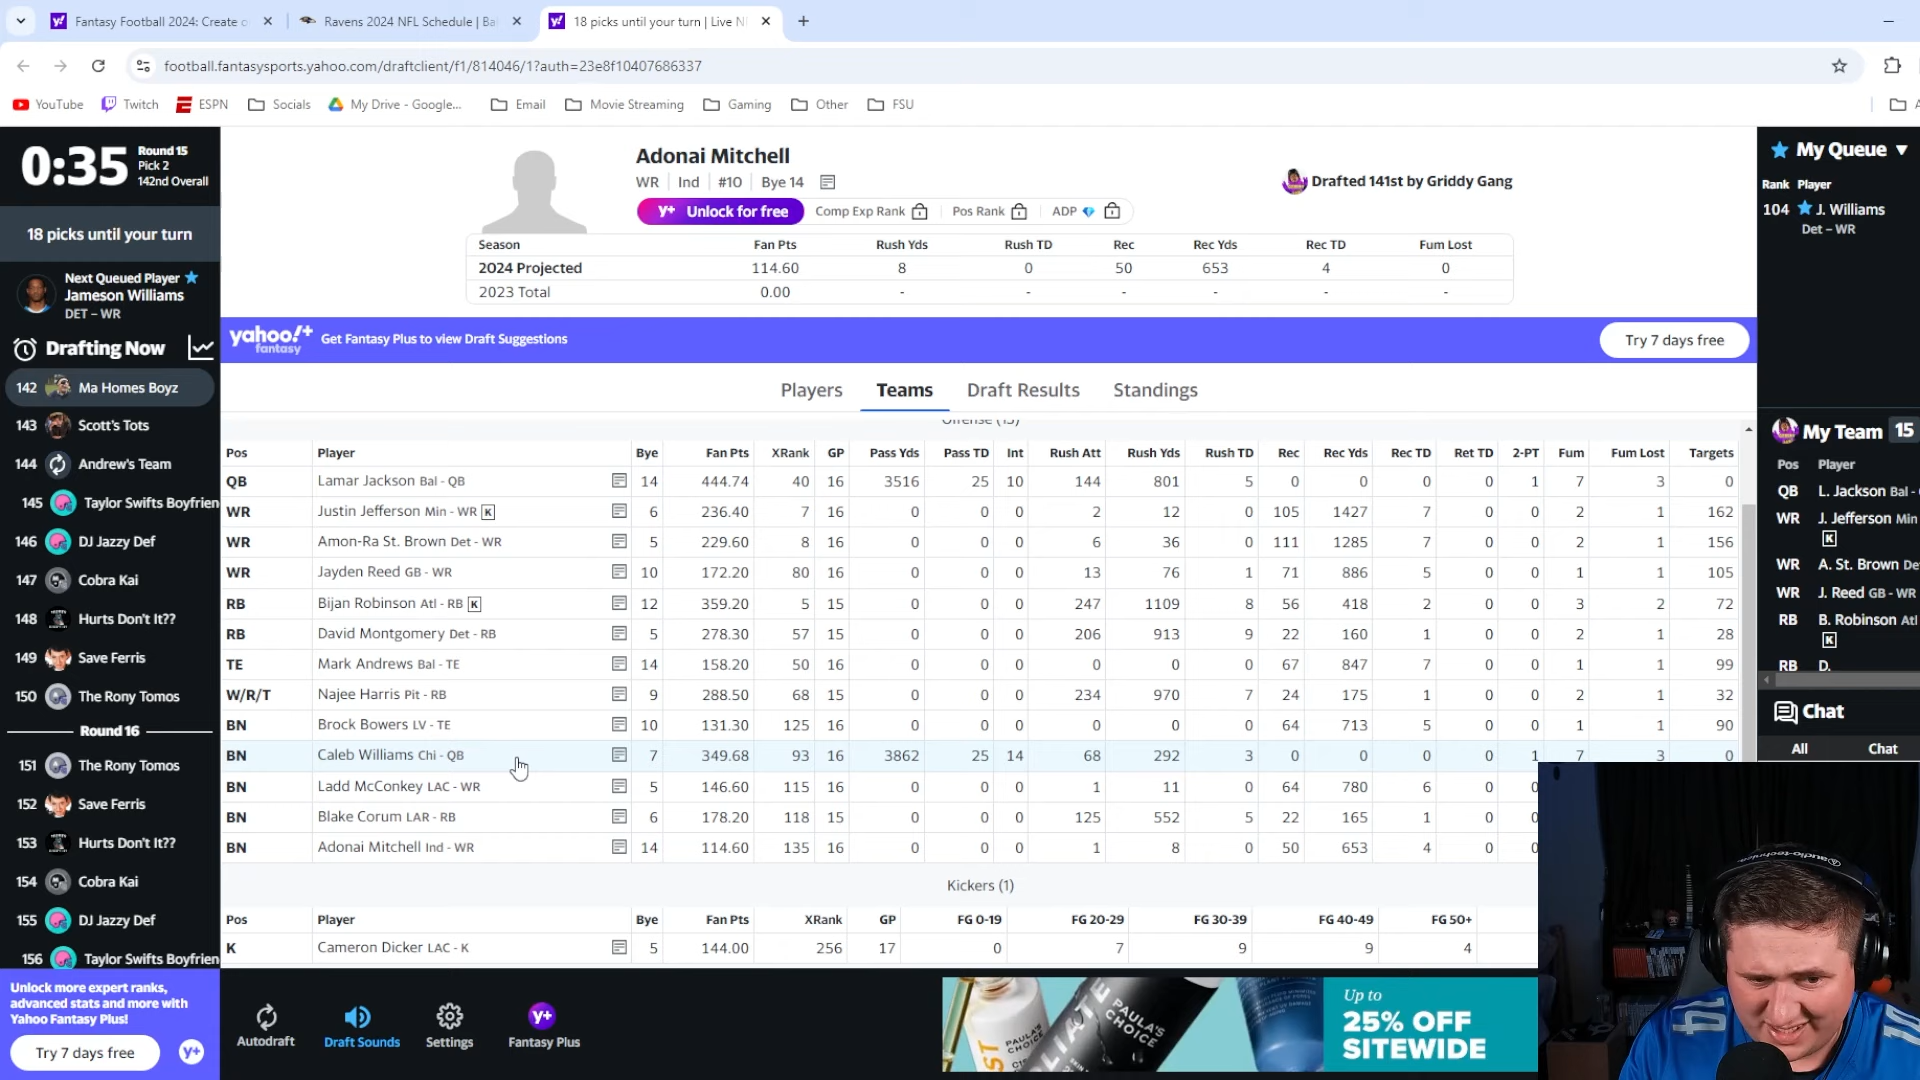 Fantasy Football 2024: Create o
Ravens 2024 NFL Schedule | Bal
18 picks until your turn | Live N
football.fantasysports.yahoo.com/draftclient/f1/814046/1?auth=23e8f10407686337
YouTube Twitch ESPN Socials My Drive - Google... Email Movie Streaming Gaming Other FSU
0:35
Round 15
Pick 2
142nd Overall
18 picks until your turn
Next Queued Player
Jameson Williams
DET – WR
Drafting Now
142 Ma Homes Boyz
143 Scott's Tots
144 Andrew's Team
145 Taylor Swifts Boyfrien
146 DJ Jazzy Def
147 Cobra Kai
148 Hurts Don't It??
149 Save Ferris
150 The Rony Tomos
Round 16
151 The Rony Tomos
152 Save Ferris
153 Hurts Don't It??
154 Cobra Kai
155 DJ Jazzy Def
156 Taylor Swifts Boyfrien
Unlock more expert ranks,
advanced stats and more with
Yahoo Fantasy Plus!
Try 7 days free y+
Adonai Mitchell
WR Ind #10 Bye 14
Drafted 141st by Griddy Gang
y+ Unlock for free Comp Exp Rank Pos Rank ADP
Season Fan Pts Rush Yds Rush TD Rec Rec Yds Rec TD Fum Lost
2024 Projected 114.60 8 0 50 653 4 0
2023 Total 0.00 - - - - - -
yahoo!+ fantasy Get Fantasy Plus to view Draft Suggestions Try 7 days free
Players Teams Draft Results Standings
Offense (13)
Pos Player Bye Fan Pts XRank GP Pass Yds Pass TD Int Rush Att Rush Yds Rush TD Rec Rec Yds Rec TD Ret TD 2-PT Fum Fum Lost Targets
QB Lamar Jackson Bal - QB 14 444.74 40 16 3516 25 10 144 801 5 0 0 0 0 1 7 3 0
WR Justin Jefferson Min - WR K 6 236.40 7 16 0 0 0 2 12 0 105 1427 7 0 0 2 1 162
WR Amon-Ra St. Brown Det - WR 5 229.60 8 16 0 0 0 6 36 0 111 1285 7 0 0 2 1 156
WR Jayden Reed GB - WR 10 172.20 80 16 0 0 0 13 76 1 71 886 5 0 0 1 1 105
RB Bijan Robinson Atl - RB K 12 359.20 5 15 0 0 0 247 1109 8 56 418 2 0 0 3 2 72
RB David Montgomery Det - RB 5 278.30 57 15 0 0 0 206 913 9 22 160 1 0 0 2 1 28
TE Mark Andrews Bal - TE 14 158.20 50 16 0 0 0 0 0 0 67 847 7 0 0 1 1 99
W/R/T Najee Harris Pit - RB 9 288.50 68 15 0 0 0 234 970 7 24 175 1 0 0 2 1 32
BN Brock Bowers LV - TE 10 131.30 125 16 0 0 0 0 0 0 64 713 5 0 0 1 1 90
BN Caleb Williams Chi - QB 7 349.68 93 16 3862 25 14 68 292 3 0 0 0 0 1 7 3 0
BN Ladd McConkey LAC - WR 5 146.60 115 16 0 0 0 1 11 0 64 780 6 0 0
BN Blake Corum LAR - RB 6 178.20 118 15 0 0 0 125 552 5 22 165 1 0 0
BN Adonai Mitchell Ind - WR 14 114.60 135 16 0 0 0 1 8 0 50 653 4 0 0
Kickers (1)
Pos Player Bye Fan Pts XRank GP FG 0-19 FG 20-29 FG 30-39 FG 40-49 FG 50+
K Cameron Dicker LAC - K 5 144.00 256 17 0 7 9 9 4
Autodraft Draft Sounds Settings y+ Fantasy Plus
PAULA'S CHOICE
Up to
25% OFF
SITEWIDE
My Queue
Rank Player
104 J. Williams
Det – WR
My Team 15
Pos Player
QB L. Jackson Bal -
WR J. Jefferson Min
K
WR A. St. Brown De
WR J. Reed GB - WR
RB B. Robinson Atl
K
RB D.
Chat
All Chat
audio-technica
14